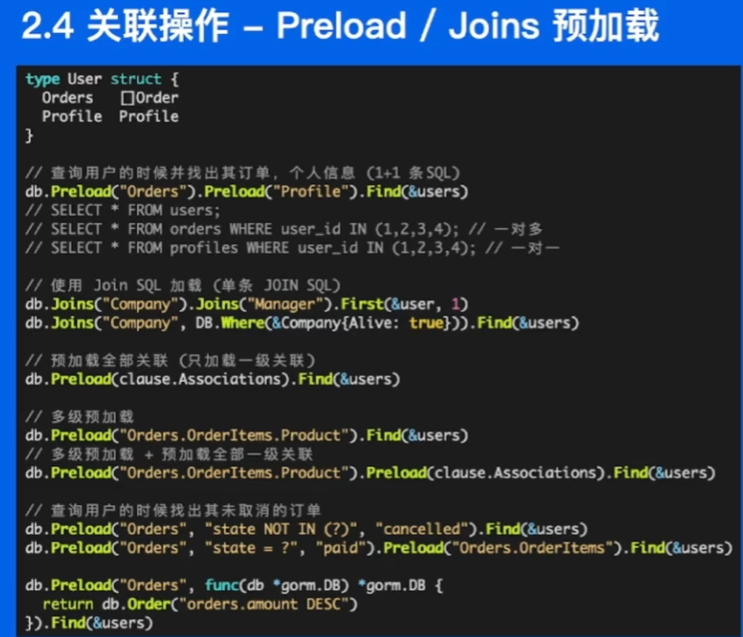 2.4 关联操作 - Preload / Joins 预加载
type User struct {
  Orders   []Order
  Profile  Profile
}
// 查询用户的时候并找出其订单，个人信息（1+1 条SQL）
db.Preload("Orders").Preload("Profile").Find(&users)
// SELECT * FROM users;
// SELECT * FROM orders WHERE user_id IN (1,2,3,4); // 一对多
// SELECT * FROM profiles WHERE user_id IN (1,2,3,4); // 一对一
// 使用 Join SQL 加载（单条 JOIN SQL）
db.Joins("Company").Joins("Manager").First(&user, 1)
db.Joins("Company", DB.Where(&Company{Alive: true})).Find(&users)
// 预加载全部关联（只加载一级关联）
db.Preload(clause.Associations).Find(&users)
// 多级预加载
db.Preload("Orders.OrderItems.Product").Find(&users)
// 多级预加载 + 预加载全部一级关联
db.Preload("Orders.OrderItems.Product").Preload(clause.Associations).Find(&users)
// 查询用户的时候找出其未取消的订单
db.Preload("Orders", "state NOT IN (?)", "cancelled").Find(&users)
db.Preload("Orders", "state = ?", "paid").Preload("Orders.OrderItems").Find(&users)
db.Preload("Orders", func(db *gorm.DB) *gorm.DB {
  return db.Order("orders.amount DESC")
}).Find(&users)